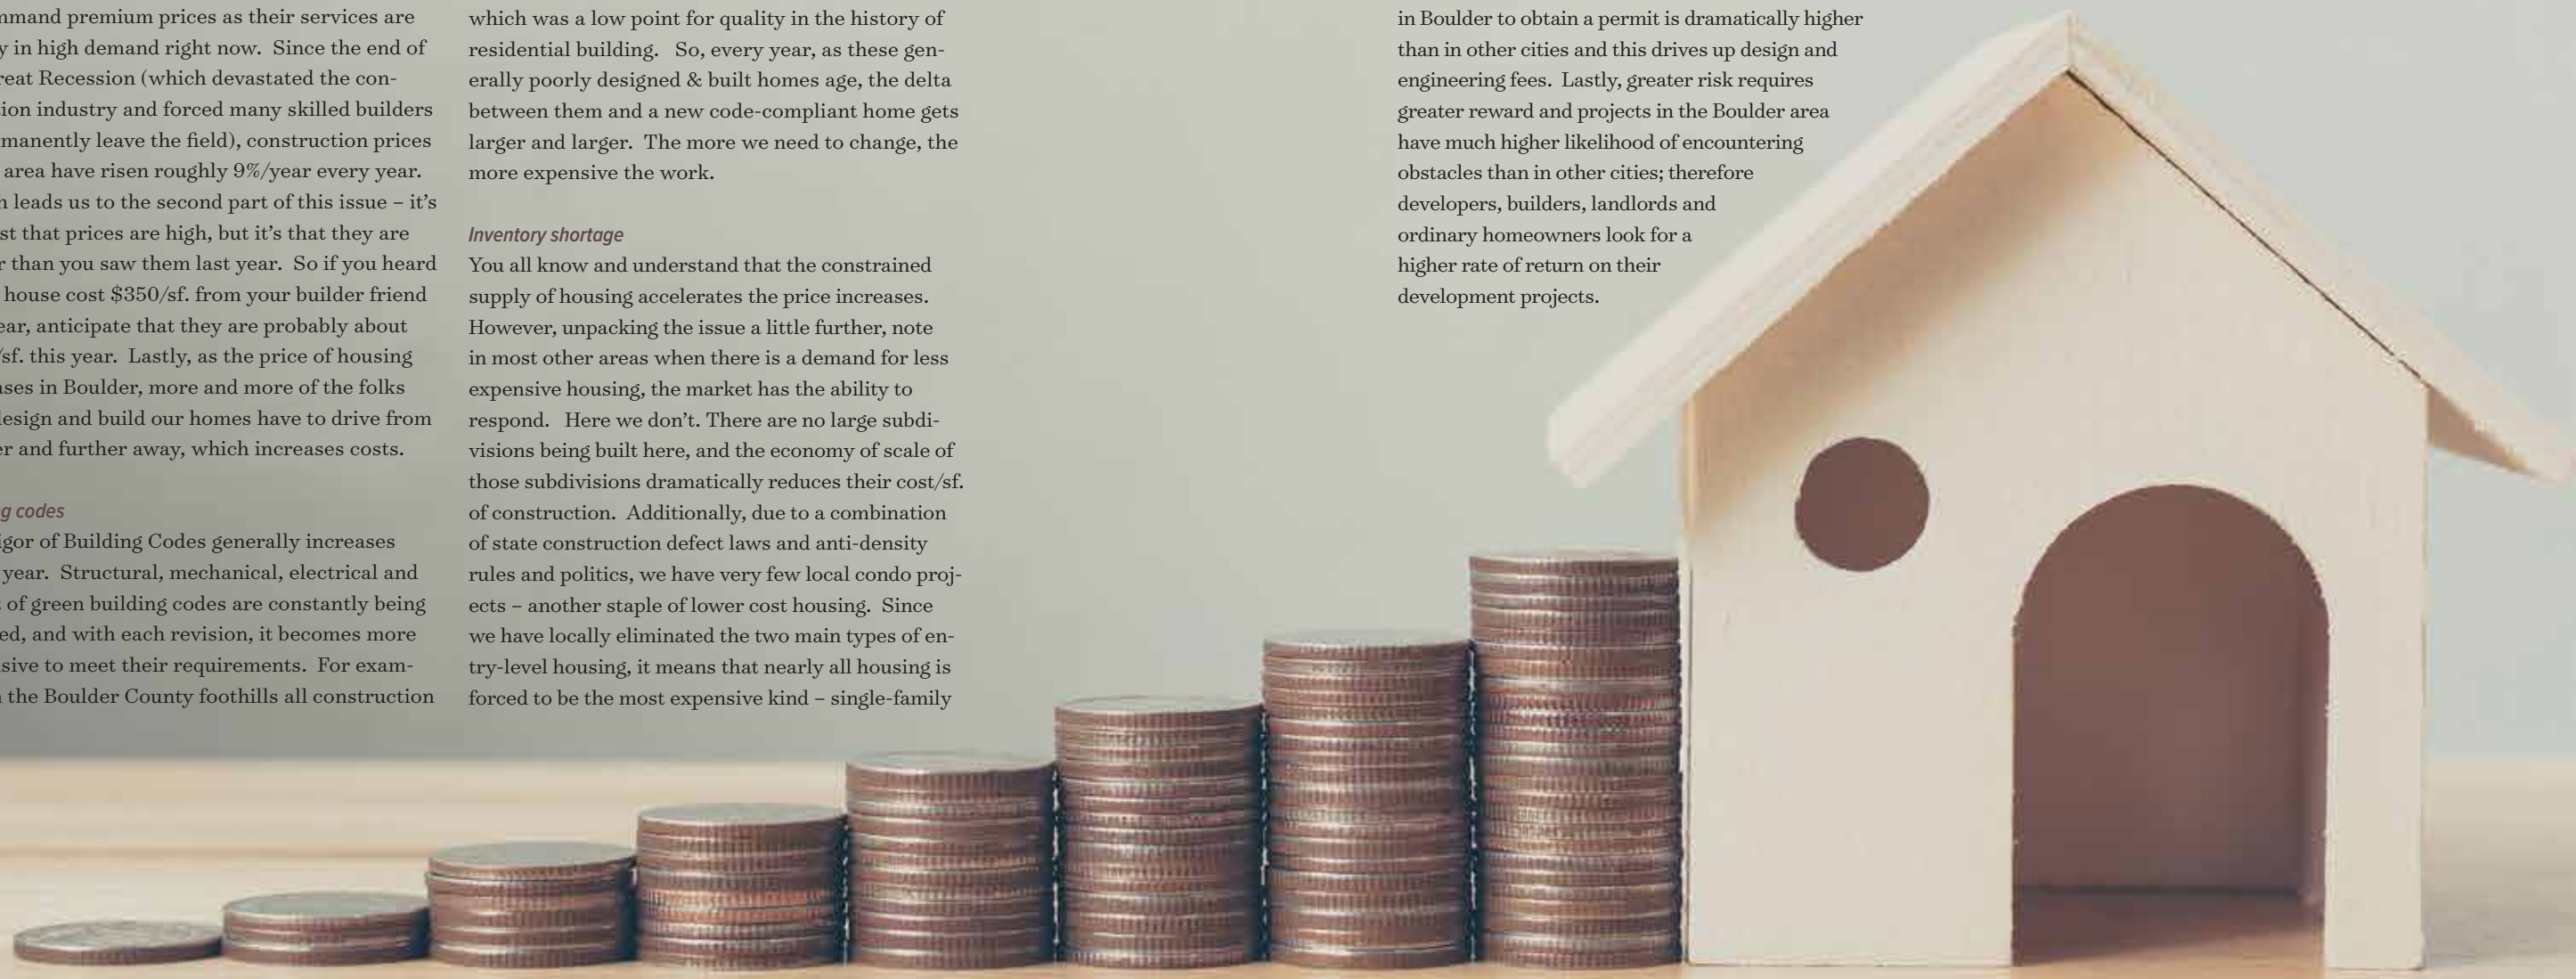 mmand premium prices as their services are
y in high demand right now. Since the end of
reat Recession (which devastated the con-
tion industry and forced many skilled builders
manently leave the field), construction prices
area have risen roughly 9%/year every year.
h leads us to the second part of this issue – it’s
st that prices are high, but it’s that they are
r than you saw them last year. So if you heard
house cost $350/sf. from your builder friend
ear, anticipate that they are probably about
/sf. this year. Lastly, as the price of housing
ases in Boulder, more and more of the folks
design and build our homes have to drive from
er and further away, which increases costs.
g codes
igor of Building Codes generally increases
year. Structural, mechanical, electrical and
t of green building codes are constantly being
ed, and with each revision, it becomes more
sive to meet their requirements. For exam-
n the Boulder County foothills all construction
which was a low point for quality in the history of
residential building. So, every year, as these gen-
erally poorly designed & built homes age, the delta
between them and a new code-compliant home gets
larger and larger. The more we need to change, the
more expensive the work.
Inventory shortage
You all know and understand that the constrained
supply of housing accelerates the price increases.
However, unpacking the issue a little further, note
in most other areas when there is a demand for less
expensive housing, the market has the ability to
respond. Here we don’t. There are no large subdi-
visions being built here, and the economy of scale of
those subdivisions dramatically reduces their cost/sf.
of construction. Additionally, due to a combination
of state construction defect laws and anti-density
rules and politics, we have very few local condo proj-
ects – another staple of lower cost housing. Since
we have locally eliminated the two main types of en-
try-level housing, it means that nearly all housing is
forced to be the most expensive kind – single-family
in Boulder to obtain a permit is dramatically higher
than in other cities and this drives up design and
engineering fees. Lastly, greater risk requires
greater reward and projects in the Boulder area
have much higher likelihood of encountering
obstacles than in other cities; therefore
developers, builders, landlords and
ordinary homeowners look for a
higher rate of return on their
development projects.